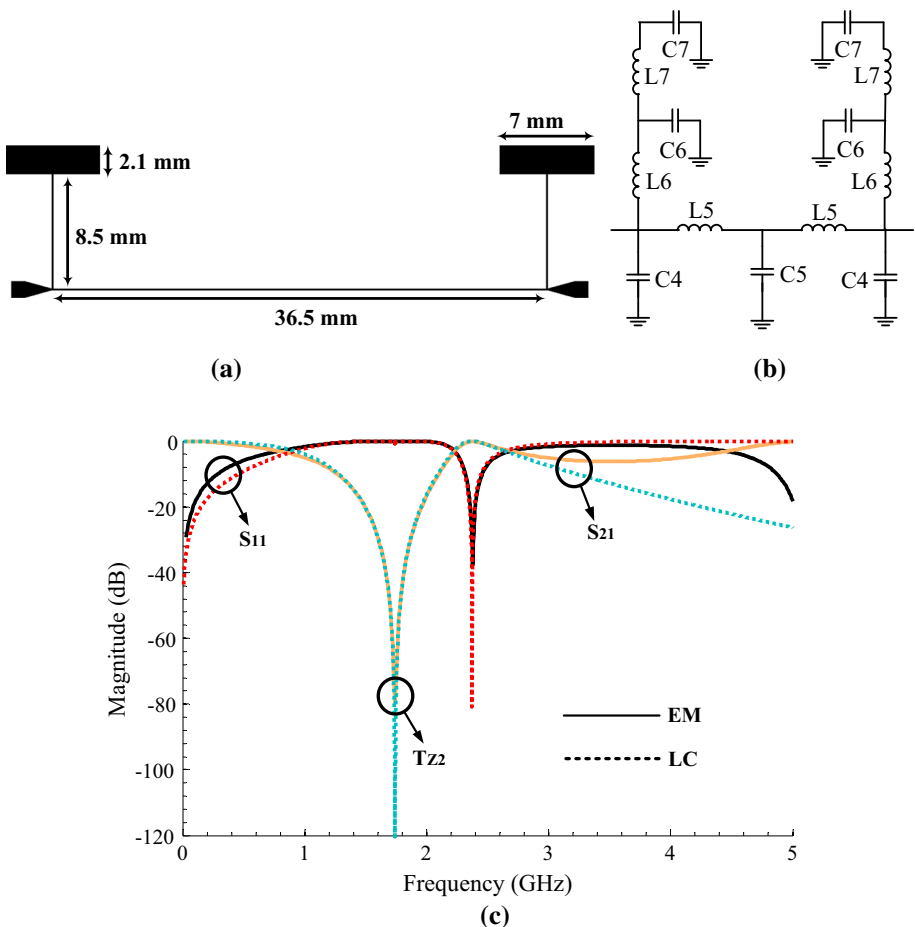 7 mm
2.1 mm
8.5 mm
36.5 mm
(a)
C7 C7
L7 L7
C6 C6
L6 L6
L5 L5
C4 C5 C4
(b)
0
-20
-40
-60
-80
-100
-120
Magnitude (dB)
S11
S21
TZ2
EM
LC
0 1 2 3 4 5
Frequency (GHz)
(c)